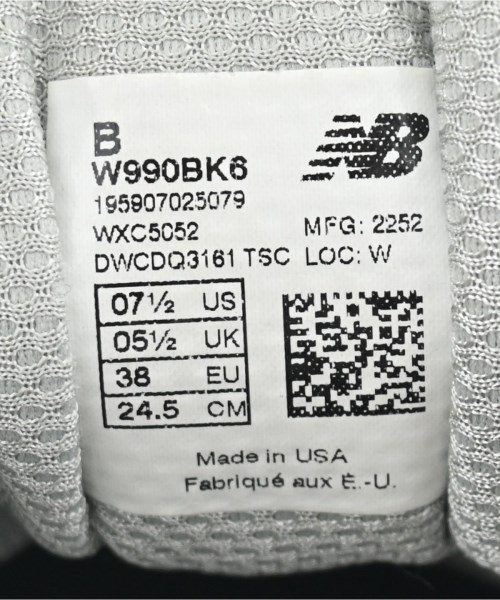 B
W990BK6
195907025079
WXC5052 MFG: 2252
DWCDQ3161 TSC LOC: W
07½ US
05½ UK
38 EU
24.5 CM
Made in USA
Fabriqué aux É.-U.
NB